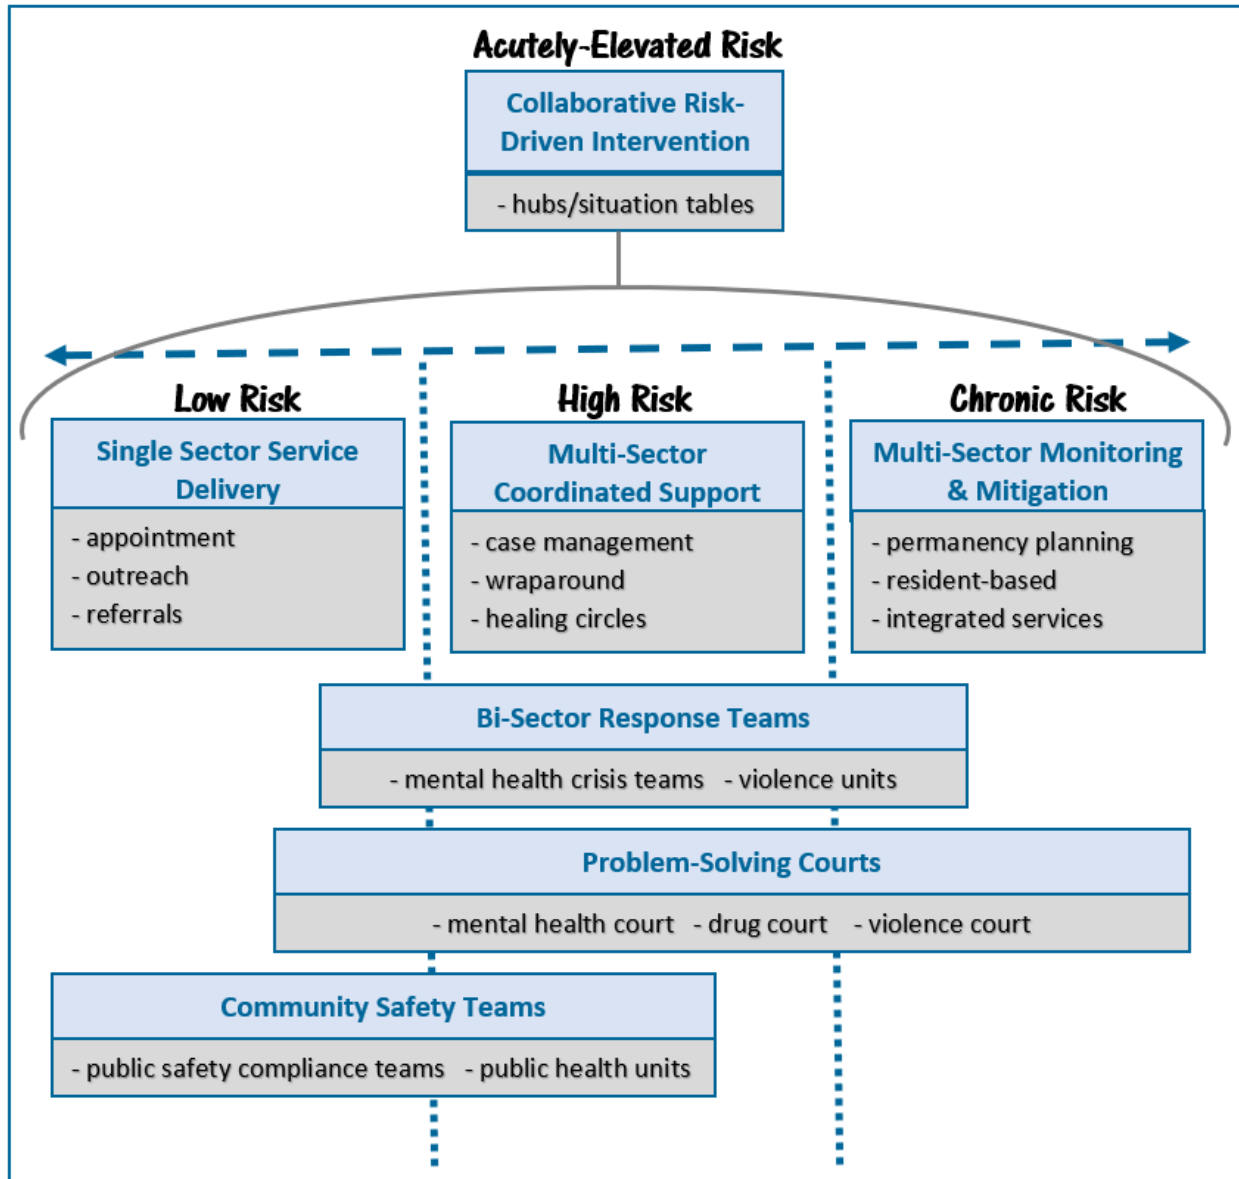 Acutely-Elevated Risk
Collaborative Risk-
Driven Intervention
- hubs/situation tables
Low Risk
Single Sector Service
Delivery
- appointment
- outreach
- referrals
High Risk
Multi-Sector
Coordinated Support
- case management
- wraparound
- healing circles
Chronic Risk
Multi-Sector Monitoring
& Mitigation
- permanency planning
- resident-based
- integrated services
Bi-Sector Response Teams
- mental health crisis teams - violence units
Problem-Solving Courts
- mental health court - drug court - violence court
Community Safety Teams
- public safety compliance teams - public health units